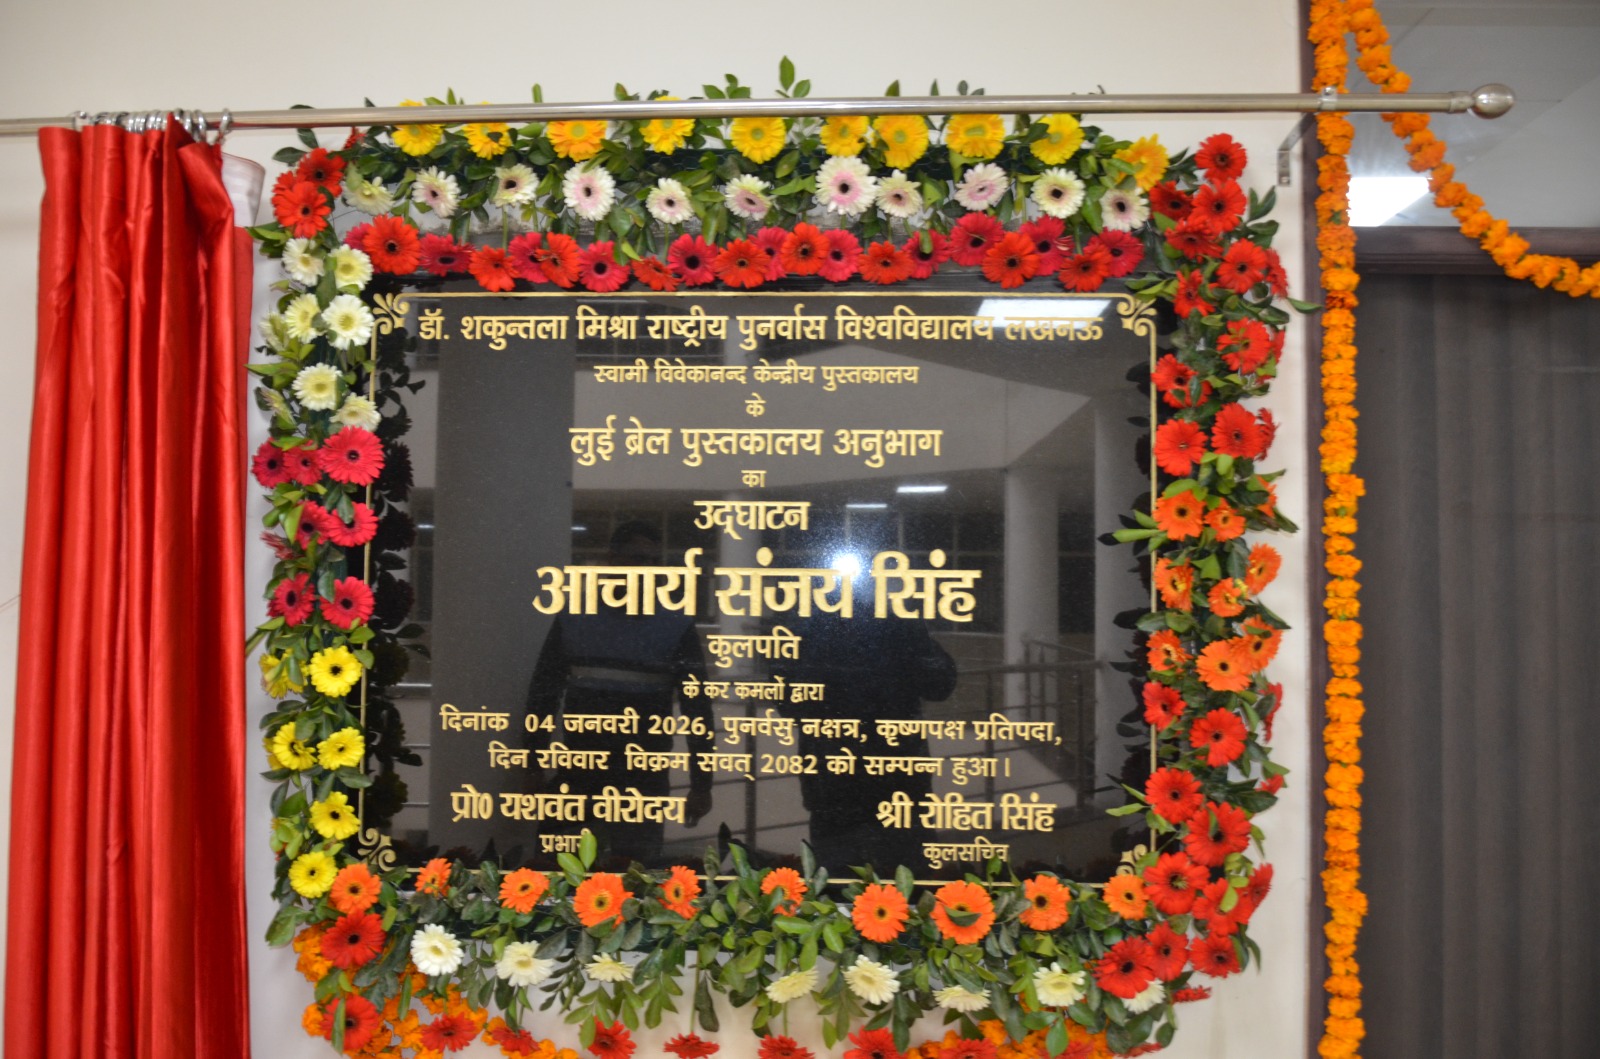 डॉ. शकुन्तला मिश्रा राष्ट्रीय पुनर्वास विश्वविद्यालय लखनऊ
स्वामी विवेकानन्द केन्द्रीय पुस्तकालय
के
लुई ब्रेल पुस्तकालय अनुभाग
का
उद्घाटन
आचार्य संजय सिंह
कुलपति
के कर कमलों द्वारा
दिनांक 04 जनवरी 2026, पुनर्वसु नक्षत्र, कृष्णपक्ष प्रतिपदा,
दिन रविवार विक्रम संवत् 2082 को सम्पन्न हुआ।
प्रो0 यशवंत वीरोदय श्री रोहित सिंह
प्रभारी कुलसचिव